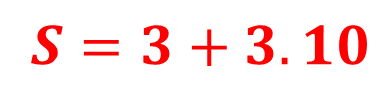 S = 3 + 3.10